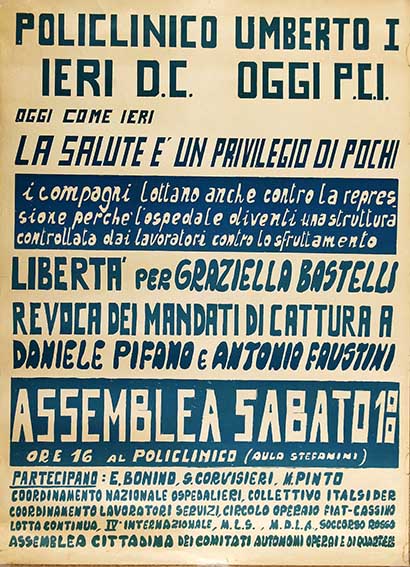 POLICLINICO UMBERTO I
IERI D.C. OGGI P.C.I.
OGGI COME IERI
LA SALUTE E' UN PRIVILEGIO DI POCHI
i compagni lottano anche contro la repres-
sione perche' l'ospedale diventi una struttura
controllata dai lavoratori contro lo sfruttamento
LIBERTA' per GRAZIELLA BASTELLI
REVOCA DEI MANDATI DI CATTURA A
DANIELE PIFANO e ANTONIO FAUSTINI
ASSEMBLEA SABATO 1º
ORE 16 AL POLICLINICO (AULA STEFANINI)
PARTECIPANO: E. BONINO, S. CORVISIERI, M. PINTO
COORDINAMENTO NAZIONALE OSPEDALIERI, COLLETTIVO ITALSIDER
COORDINAMENTO LAVORATORI SERVIZI, CIRCOLO OPERAIO FIAT-CASSINO
LOTTA CONTINUA, IVª INTERNAZIONALE, M.L.S., M.D.L.A., SOCCORSO ROSSO
ASSEMBLEA CITTADINA DEI COMITATI AUTONOMI OPERAI E DI QUARTIERE